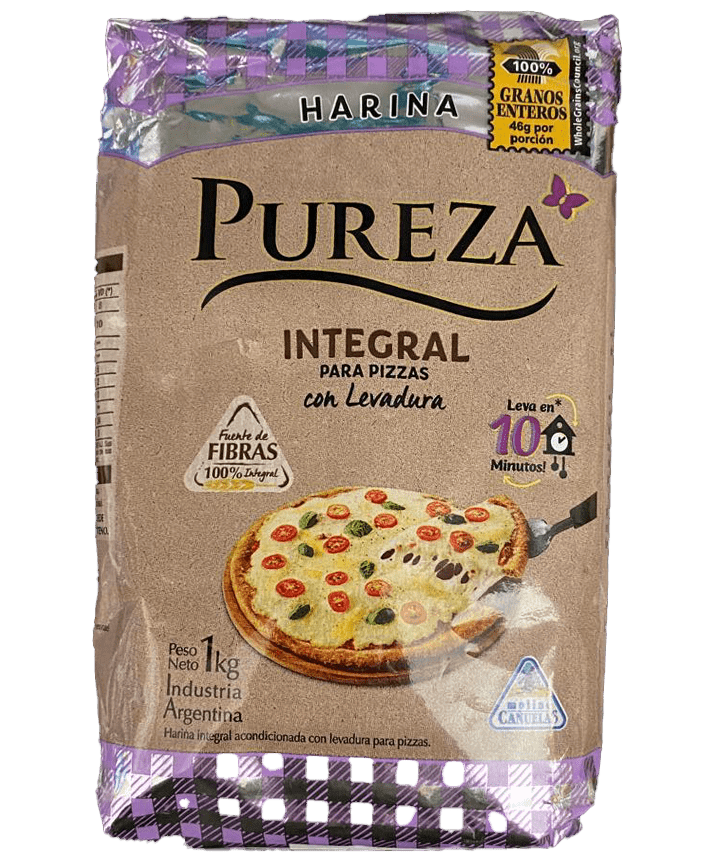 HARINA
100%
GRANOS
ENTEROS
46g por
porción
WholeGrainsCouncil.org
PUREZA
INTEGRAL
PARA PIZZAS
con Levadura
Leva en*
10
Minutos!
Fuente de
FIBRAS
100% Integral
Peso
Neto 1kg
Industria
Argentina
molino
CAÑUELAS
Harina integral acondicionada con levadura para pizzas.